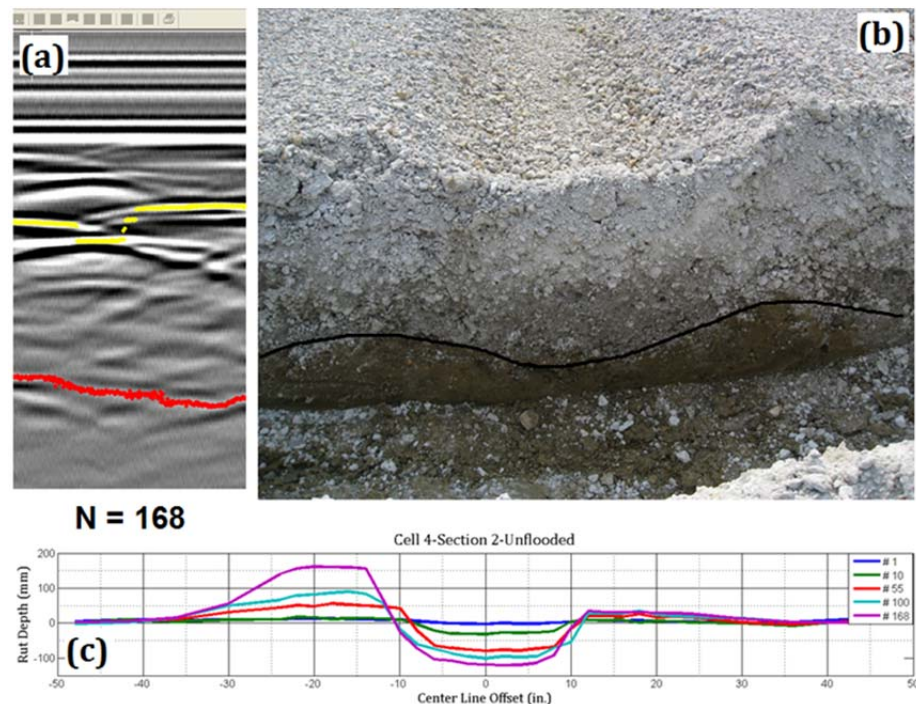 (a)
(b)
N = 168
Cell 4-Section 2-Unflooded
Rut Depth (mm)
200
100
0
-100
# 1
# 10
# 55
# 100
# 168
(c)
-50 -40 -30 -20 -10 0 10 20 30 40 50
Center Line Offset (in.)